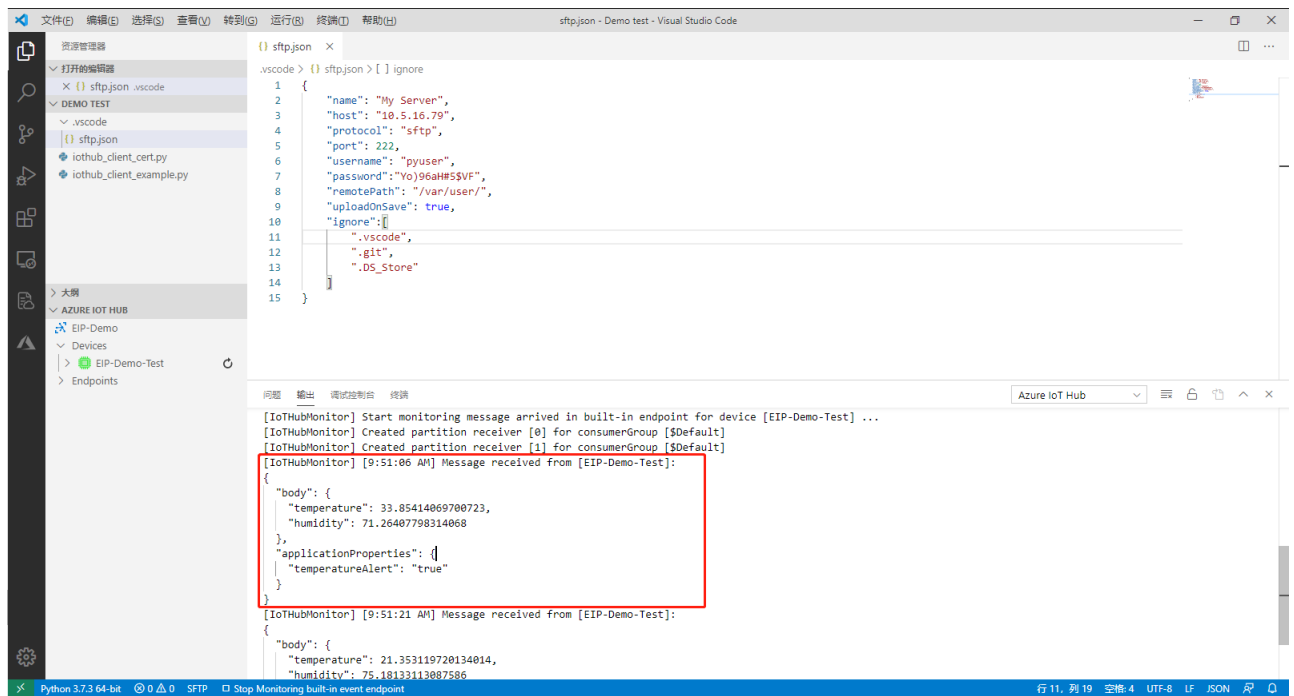 文件(F) 编辑(E) 选择(S) 查看(V) 转到(G) 运行(R) 终端(T) 帮助(H) sftp.json - Demo test - Visual Studio Code
资源管理器
打开的编辑器
{} sftp.json .vscode
DEMO TEST
.vscode
{} sftp.json
iothub_client_cert.py
iothub_client_example.py
大纲
AZURE IOT HUB
EIP-Demo
Devices
EIP-Demo-Test
Endpoints
{} sftp.json
.vscode > {} sftp.json > [ ] ignore
1 {
2 "name": "My Server",
3 "host": "10.5.16.79",
4 "protocol": "sftp",
5 "port": 222,
6 "username": "pyuser",
7 "password":"Yo)96aH#5$VF",
8 "remotePath": "/var/user/",
9 "uploadOnSave": true,
10 "ignore":[
11 ".vscode",
12 ".git",
13 ".DS_Store"
14 ]
15 }
问题 输出 调试控制台 终端 Azure IoT Hub
[IoTHubMonitor] Start monitoring message arrived in built-in endpoint for device [EIP-Demo-Test] ...
[IoTHubMonitor] Created partition receiver [0] for consumerGroup [$Default]
[IoTHubMonitor] Created partition receiver [1] for consumerGroup [$Default]
[IoTHubMonitor] [9:51:06 AM] Message received from [EIP-Demo-Test]:
{
"body": {
"temperature": 33.85414069700723,
"humidity": 71.26407798314068
},
"applicationProperties": {
"temperatureAlert": "true"
}
}
[IoTHubMonitor] [9:51:21 AM] Message received from [EIP-Demo-Test]:
{
"body": {
"temperature": 21.353119720134014,
"humidity": 75.18133113087586
Python 3.7.3 64-bit 0 0 SFTP Stop Monitoring built-in event endpoint 行 11, 列 19 空格: 4 UTF-8 LF JSON